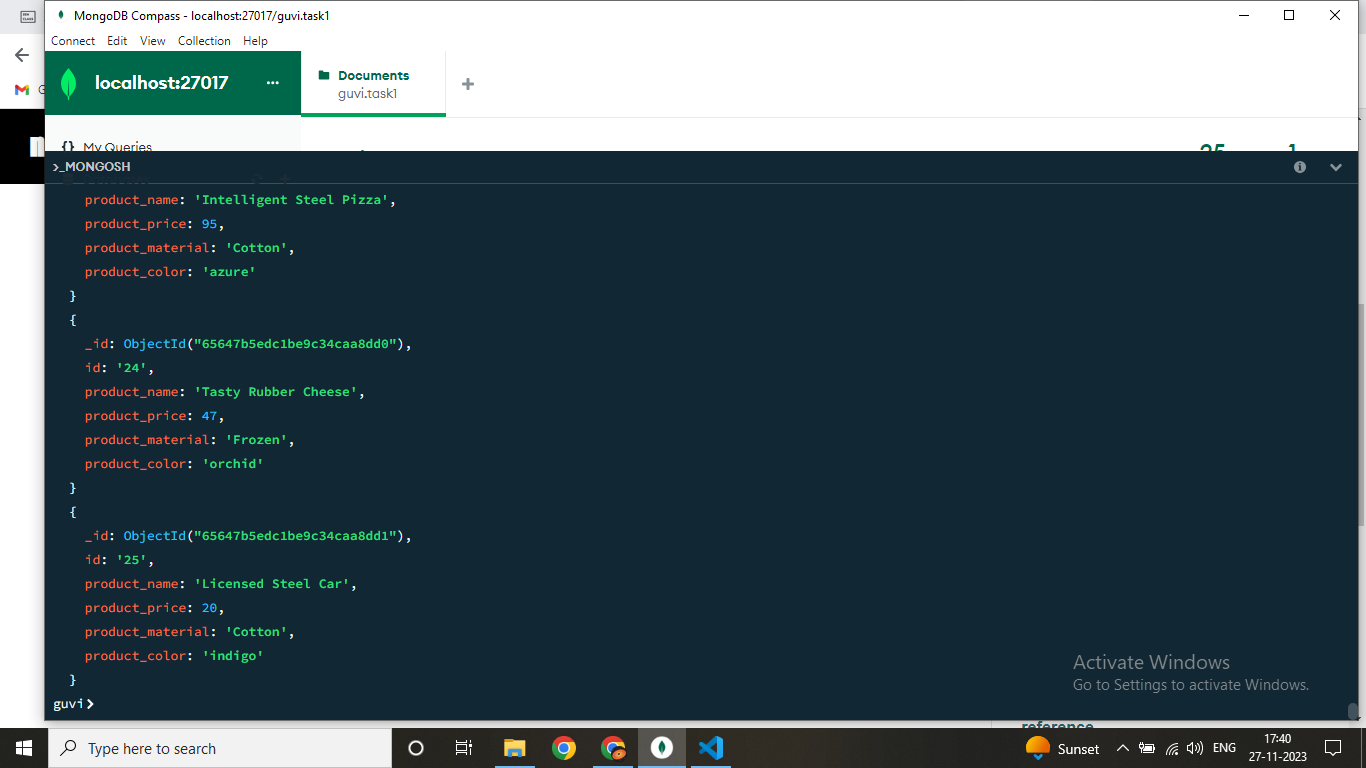 MongoDB Compass - localhost:27017/guvi.task1
Connect Edit View Collection Help
localhost:27017 ...
Documents
guvi.task1
+
{} My Queries
25 1
>_MONGOSH
product_name: 'Intelligent Steel Pizza',
product_price: 95,
product_material: 'Cotton',
product_color: 'azure'
}
{
_id: ObjectId("65647b5edc1be9c34caa8dd0"),
id: '24',
product_name: 'Tasty Rubber Cheese',
product_price: 47,
product_material: 'Frozen',
product_color: 'orchid'
}
{
_id: ObjectId("65647b5edc1be9c34caa8dd1"),
id: '25',
product_name: 'Licensed Steel Car',
product_price: 20,
product_material: 'Cotton',
product_color: 'indigo'
}
guvi>
Activate Windows
Go to Settings to activate Windows.
reference
Type here to search
Sunset
ENG
17:40
27-11-2023